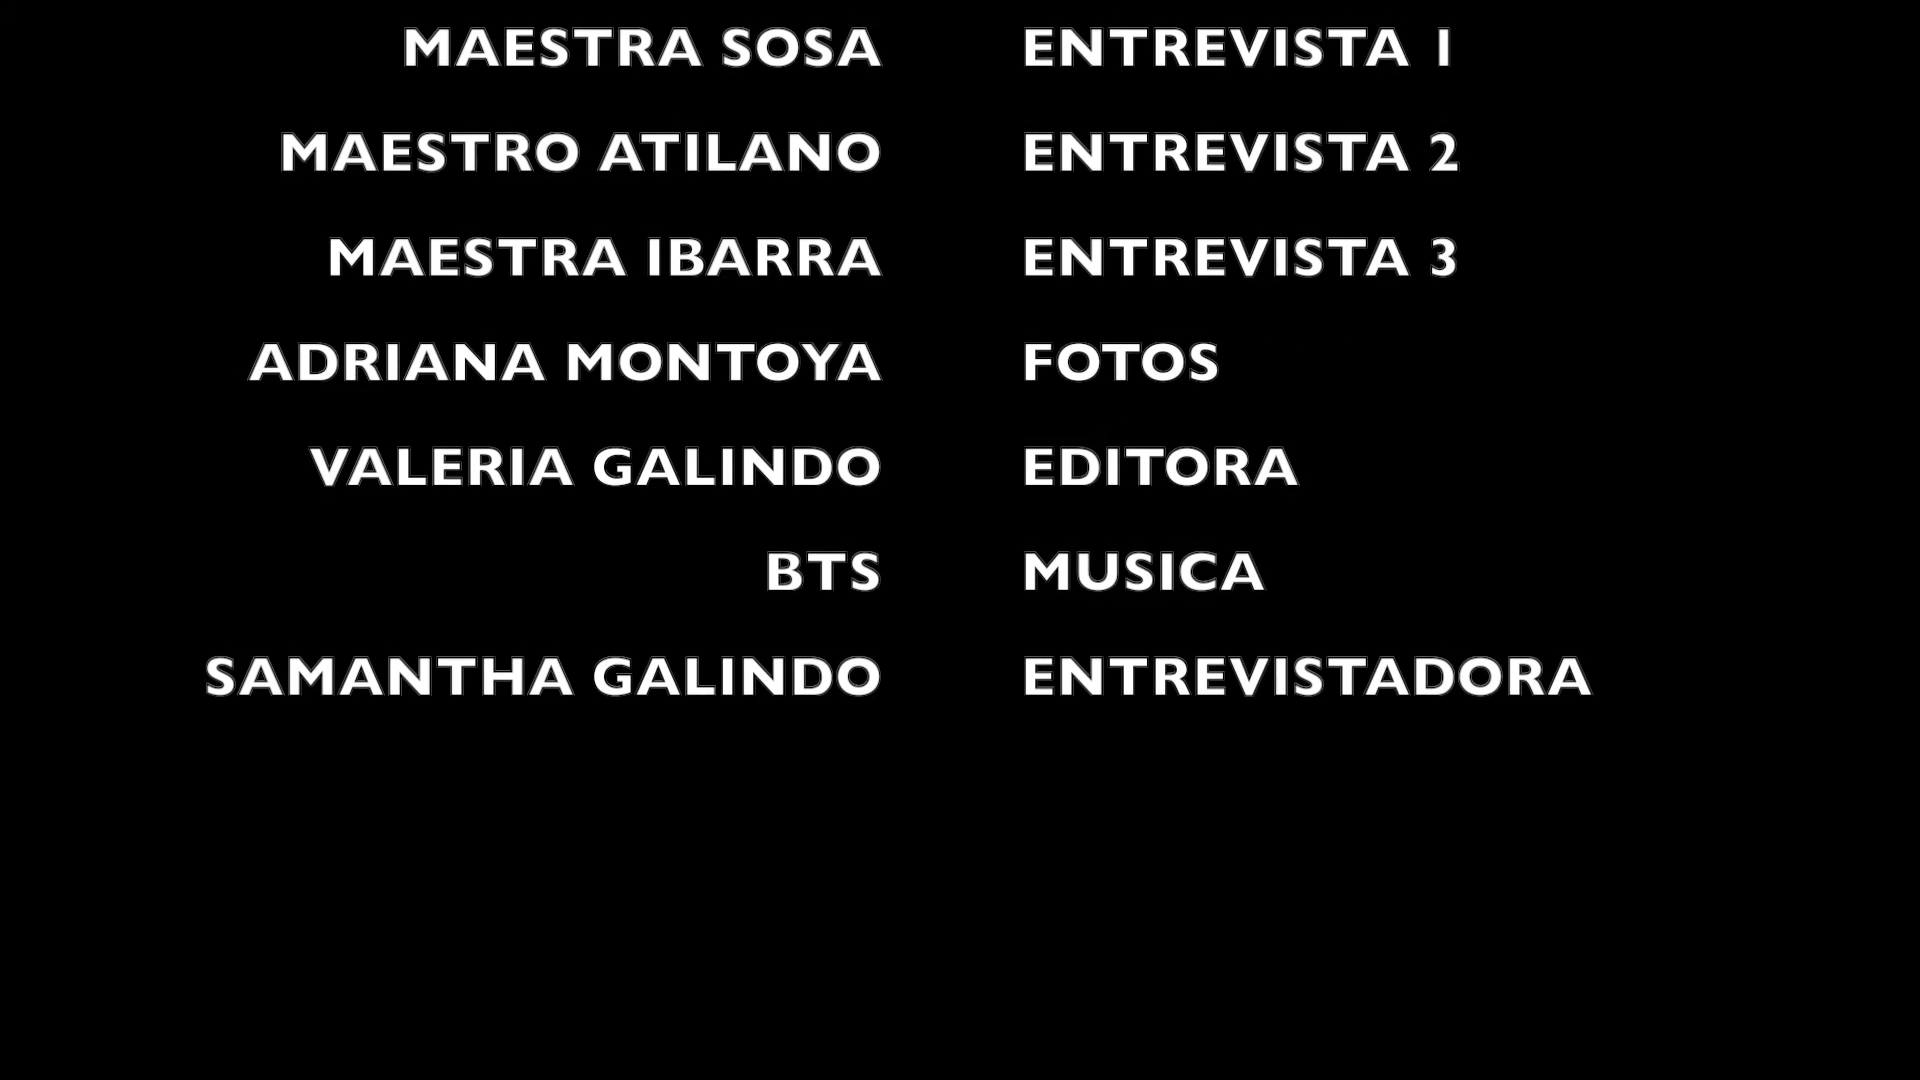 MAESTRA SOSA ENTREVISTA 1
MAESTRO ATILANO ENTREVISTA 2
MAESTRA IBARRA ENTREVISTA 3
ADRIANA MONTOYA FOTOS
VALERIA GALINDO EDITORA
BTS MUSICA
SAMANTHA GALINDO ENTREVISTADORA